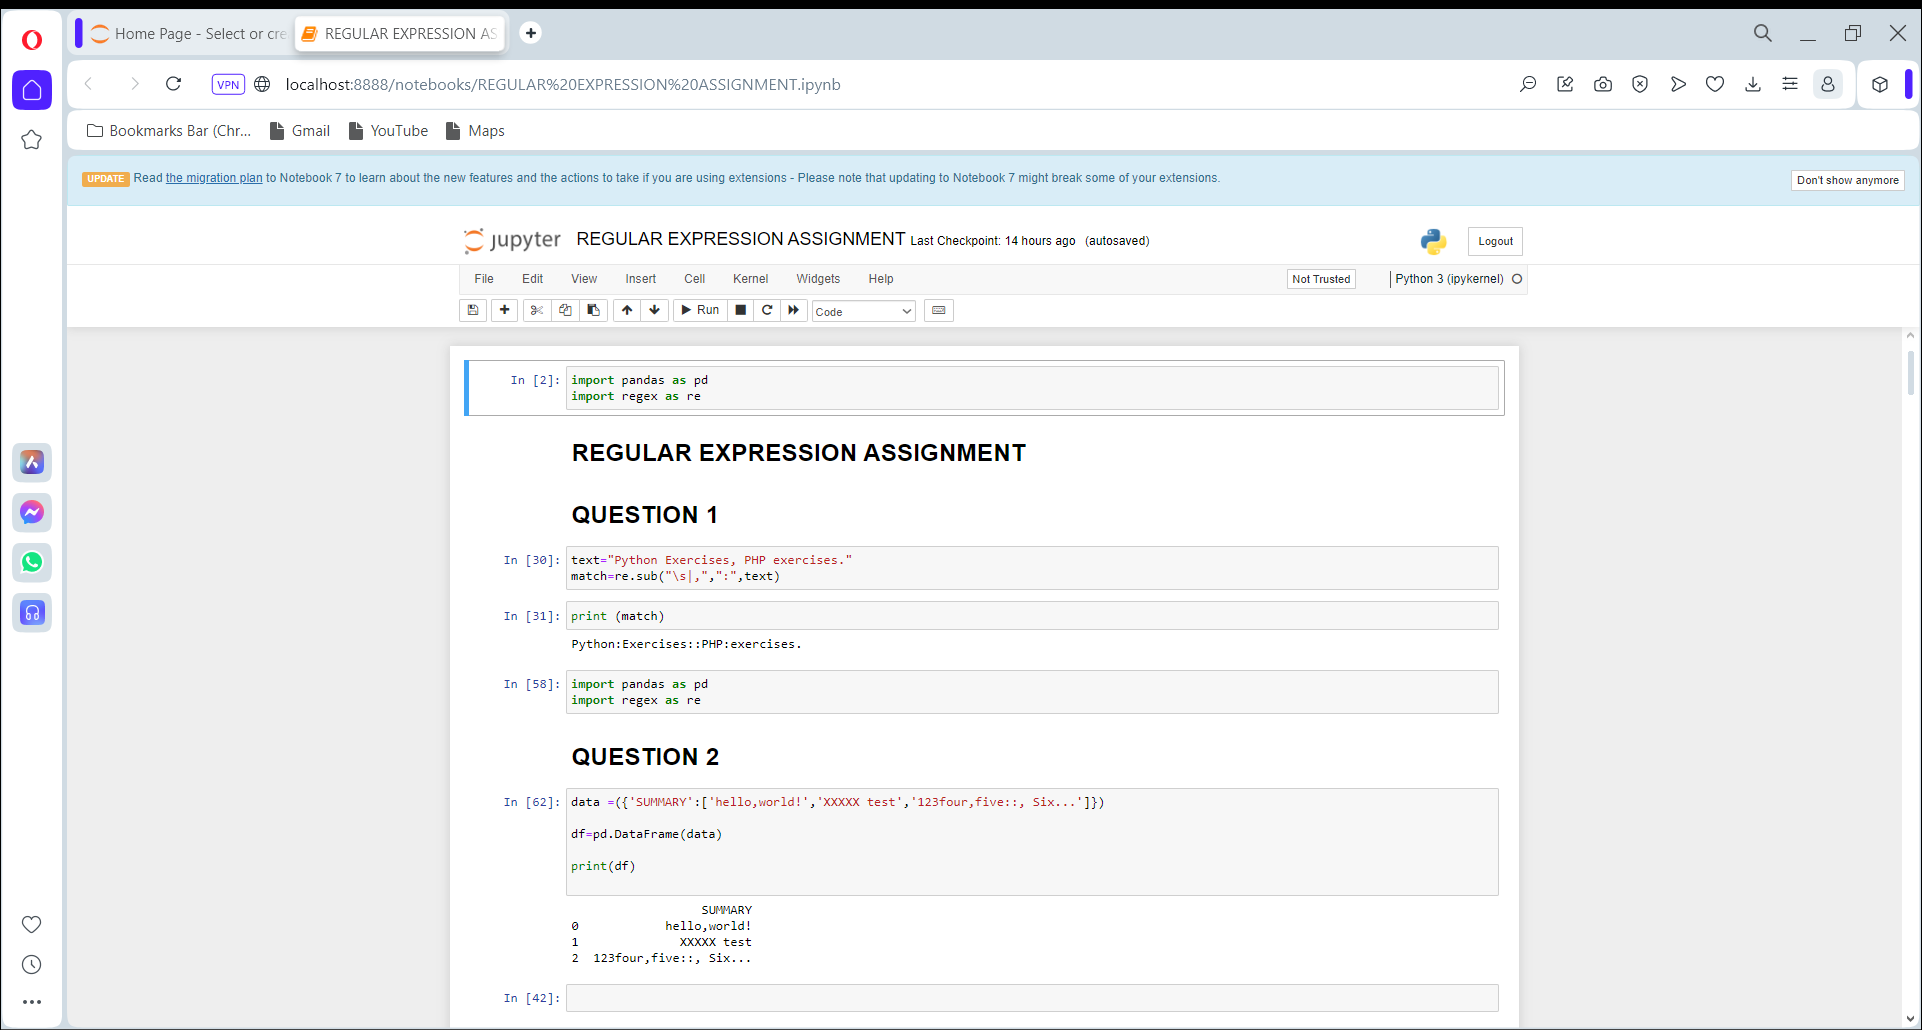 Home Page - Select or cre
REGULAR EXPRESSION AS
VPN
localhost:8888/notebooks/REGULAR%20EXPRESSION%20ASSIGNMENT.ipynb
Bookmarks Bar (Chr... Gmail YouTube Maps
UPDATE Read the migration plan to Notebook 7 to learn about the new features and the actions to take if you are using extensions - Please note that updating to Notebook 7 might break some of your extensions.
Don't show anymore
jupyter REGULAR EXPRESSION ASSIGNMENT Last Checkpoint: 14 hours ago (autosaved)
Logout
File Edit View Insert Cell Kernel Widgets Help
Not Trusted
Python 3 (ipykernel)
Run
Code
In [2]: import pandas as pd
import regex as re
REGULAR EXPRESSION ASSIGNMENT
QUESTION 1
In [30]: text="Python Exercises, PHP exercises."
match=re.sub("\s|,",":",text)
In [31]: print (match)
Python:Exercises::PHP:exercises.
In [58]: import pandas as pd
import regex as re
QUESTION 2
In [62]: data =({'SUMMARY':['hello,world!','XXXXX test','123four,five::, Six...']})
df=pd.DataFrame(data)
print(df)
SUMMARY
0 hello,world!
1 XXXXX test
2 123four,five::, Six...
In [42]: